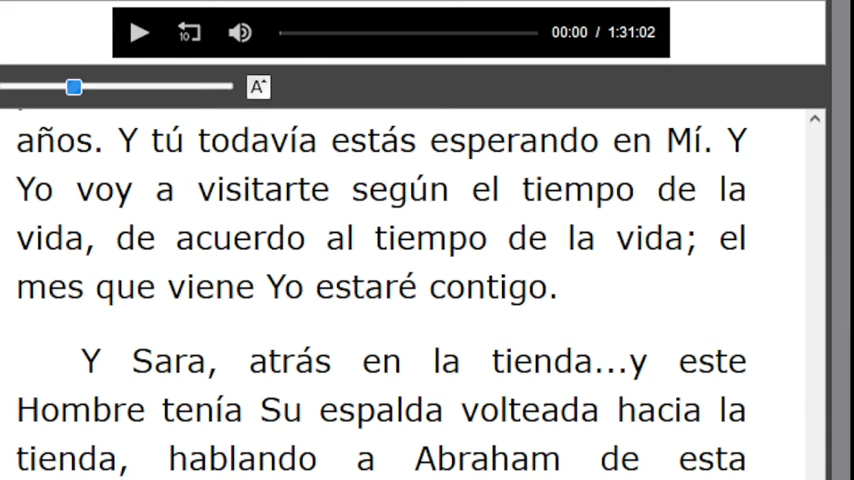 10
00:00 / 1:31:02
A
años. Y tú todavía estás esperando en Mí. Y
Yo voy a visitarte según el tiempo de la
vida, de acuerdo al tiempo de la vida; el
mes que viene Yo estaré contigo.
Y Sara, atrás en la tienda...y este
Hombre tenía Su espalda volteada hacia la
tienda, hablando a Abraham de esta